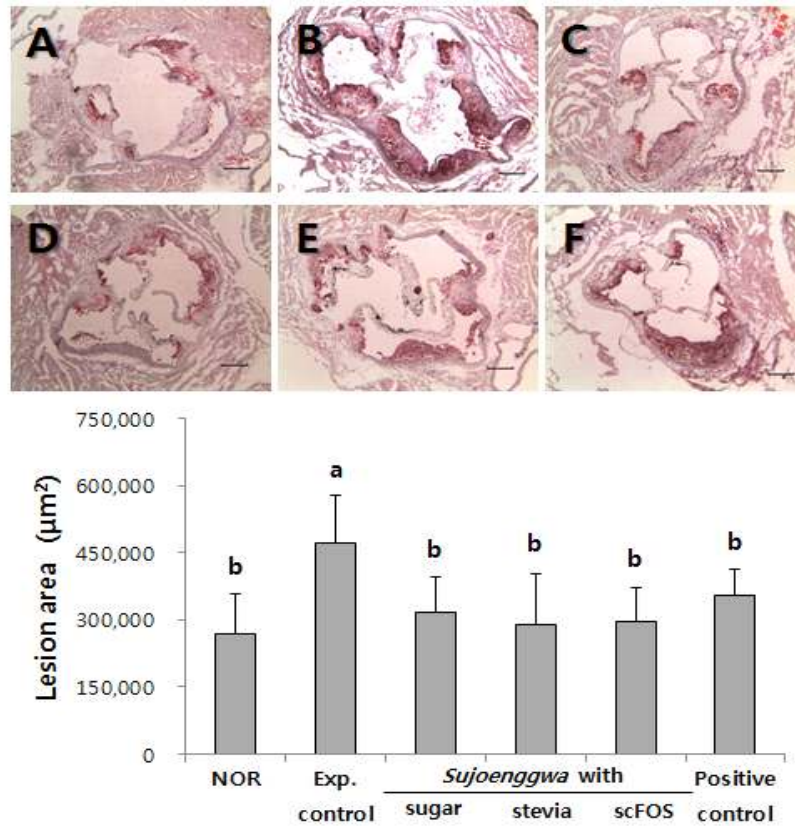 A B C
D E F
750,000
600,000
450,000
300,000
150,000
0
Lesion area (µm²)
b a b b b b
NOR Exp. control Sujoenggwa with Positive control
sugar stevia scFOS